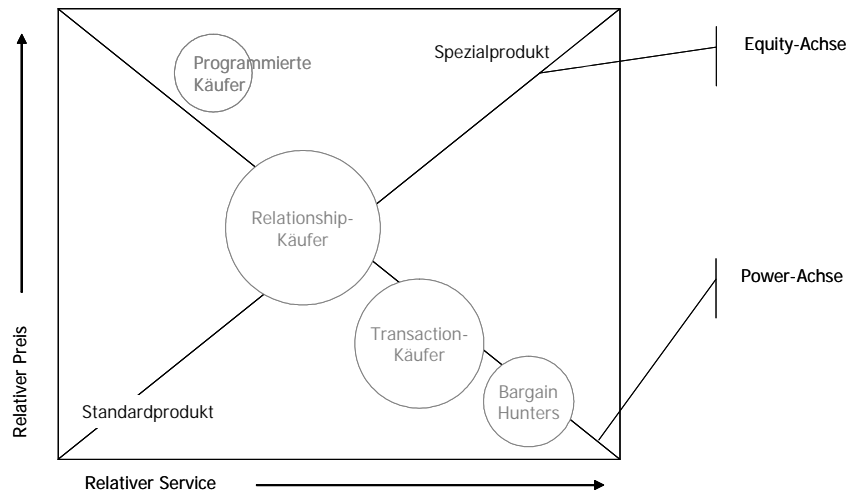 Programmierte
Käufer
Spezialprodukt
Equity-Achse
Relationship-
Käufer
Power-Achse
Transaction-
Käufer
Bargain
Hunters
Standardprodukt
Relativer Preis
Relativer Service